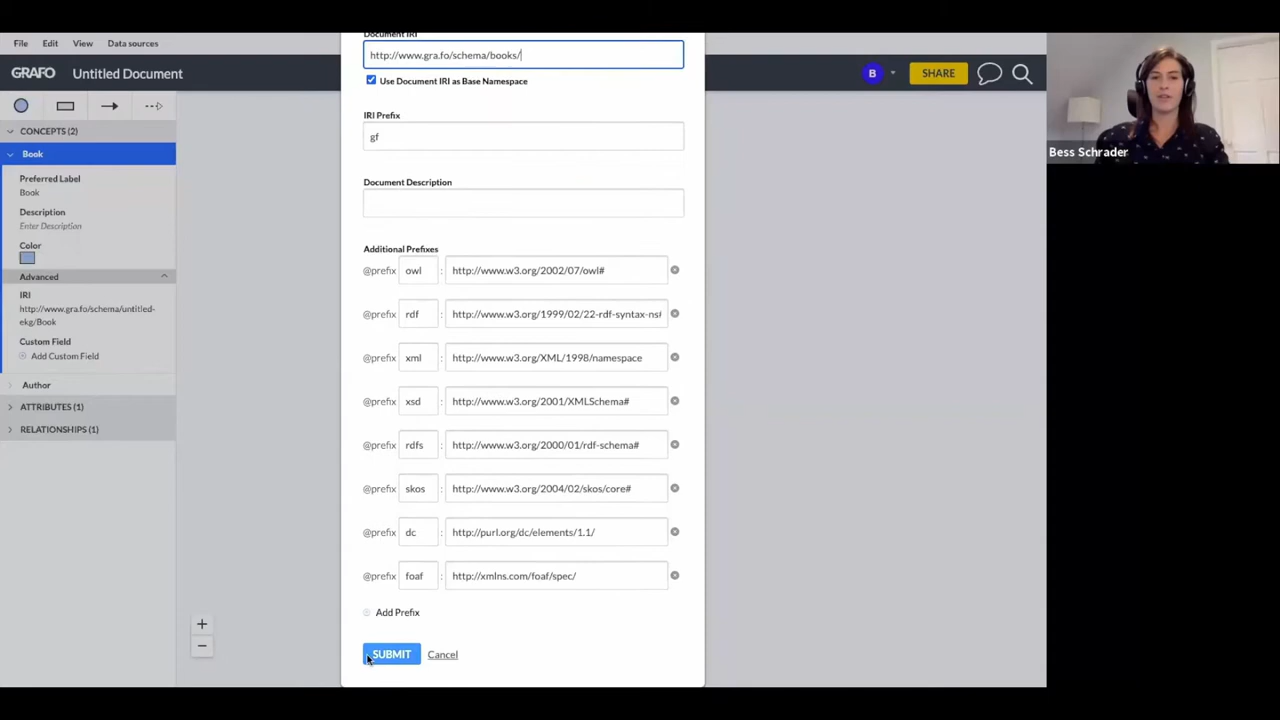 Document IRI
File Edit View Data sources
http://www.gra.fo/schema/books/
GRAFO Untitled Document
B SHARE
Use Document IRI as Base Namespace
CONCEPTS (2)
Book
Preferred Label
Book
Description
Enter Description
Color
Advanced
IRI
http://www.gra.fo/schema/untitled-
ekg/Book
Custom Field
Add Custom Field
Author
ATTRIBUTES (1)
RELATIONSHIPS (1)
IRI Prefix
gf
Document Description
Additional Prefixes
@prefix owl : http://www.w3.org/2002/07/owl#
@prefix rdf : http://www.w3.org/1999/02/22-rdf-syntax-ns#
@prefix xml : http://www.w3.org/XML/1998/namespace
@prefix xsd : http://www.w3.org/2001/XMLSchema#
@prefix rdfs : http://www.w3.org/2000/01/rdf-schema#
@prefix skos : http://www.w3.org/2004/02/skos/core#
@prefix dc : http://purl.org/dc/elements/1.1/
@prefix foaf : http://xmlns.com/foaf/spec/
Add Prefix
SUBMIT Cancel
Bess Schrader